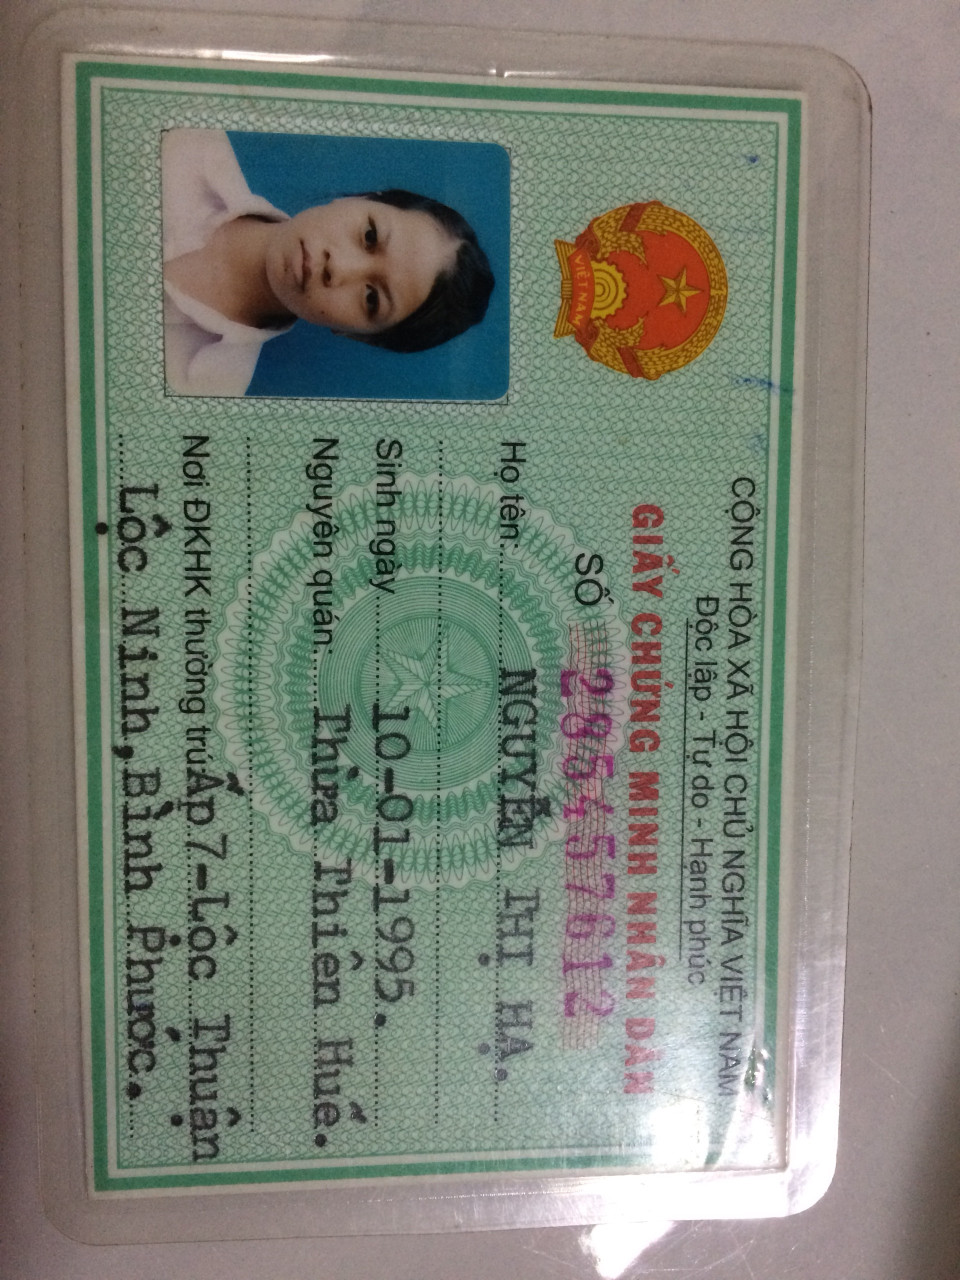 CỘNG HÒA XÃ HỘI CHỦ NGHĨA VIỆT NAM
Độc lập - Tự do - Hạnh phúc
GIẤY CHỨNG MINH NHÂN DÂN
SỐ 285457612
VIỆT NAM
Họ tên: NGUYỄN THỊ HẠ.
Sinh ngày 10-01-1995.
Nguyên quán: Thừa Thiên Huế.
Nơi ĐKHK thường trú: Ấp 7-Lộc Thuận
Lộc Ninh, Bình Phước.